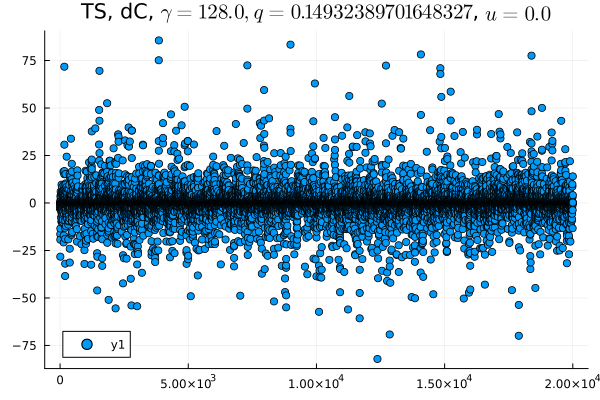 TS, dC, γ = 128.0, q = 0.14932389701648327, u = 0.0
75
50
25
0
−25
−50
−75
y1
0 5.00×10³ 1.00×10⁴ 1.50×10⁴ 2.00×10⁴